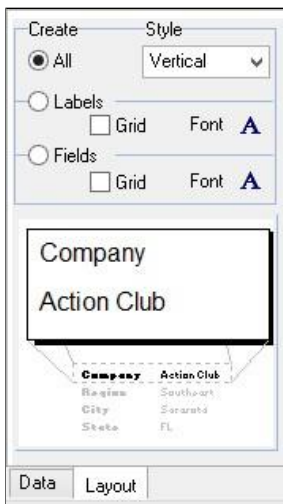 Create Style
All Vertical
Labels
Grid Font A
Fields
Grid Font A
Company
Action Club
Company Action Club
Region Southeast
City Sarasota
State FL
Data Layout